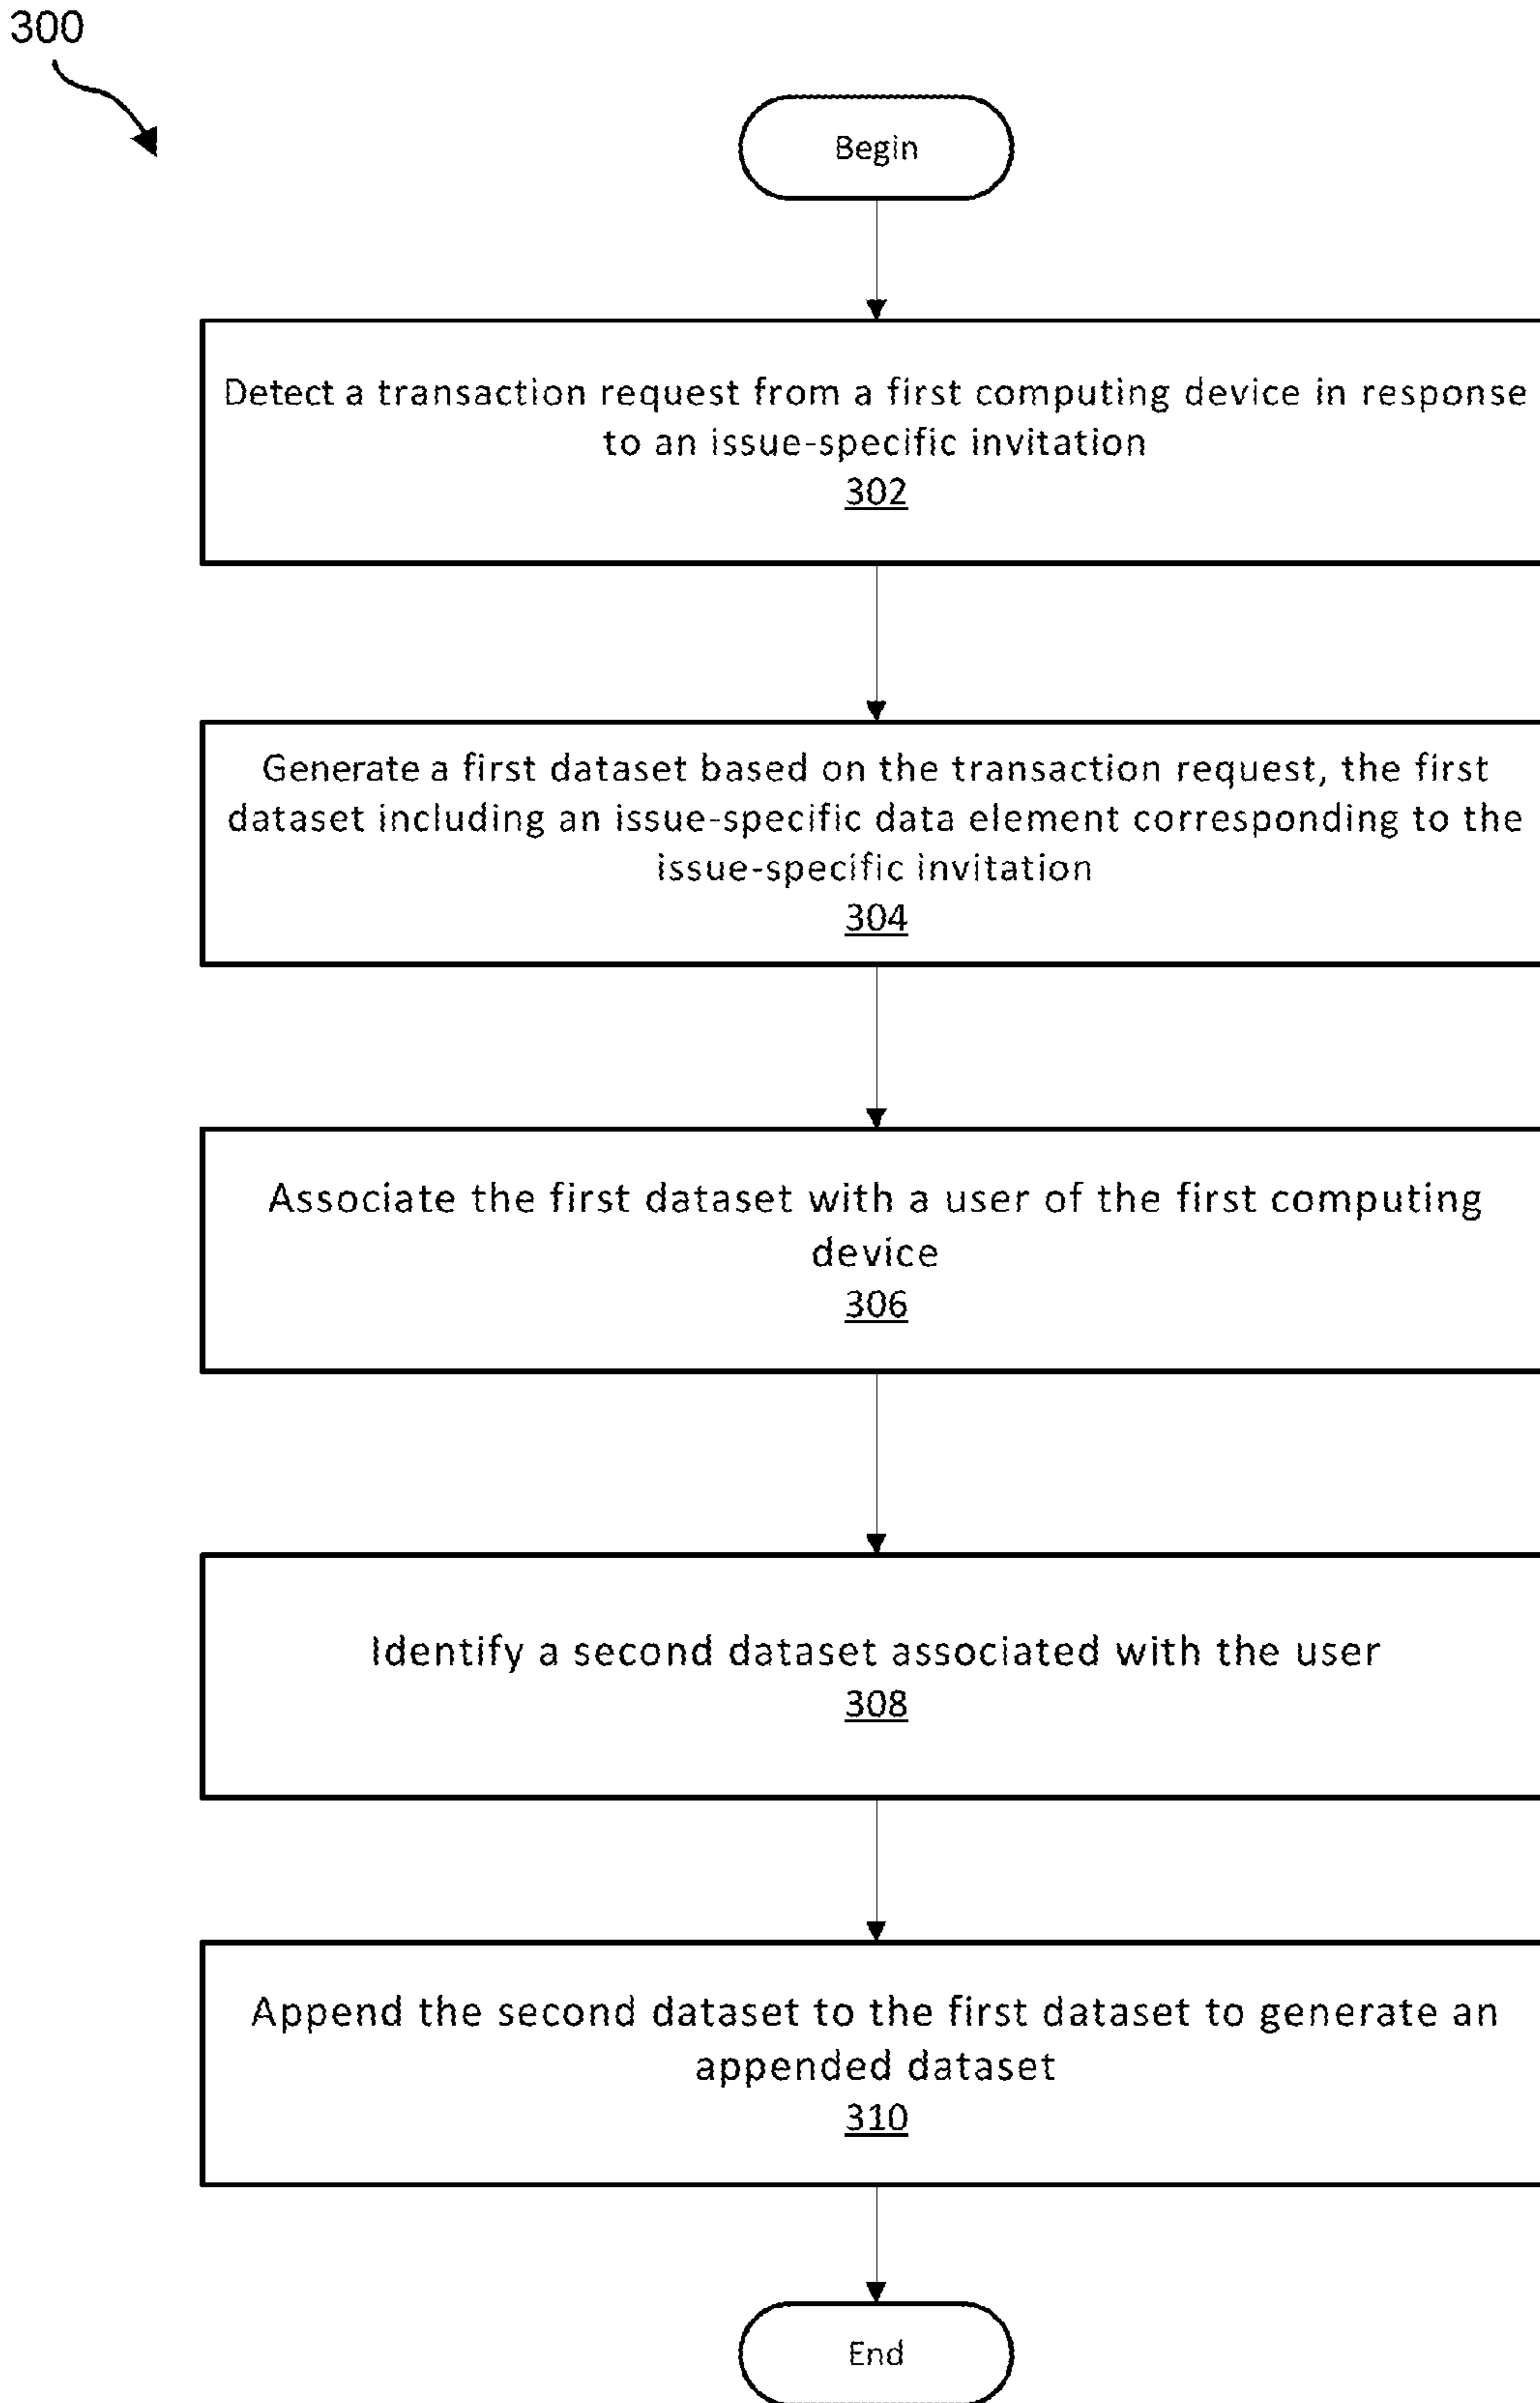 300
Begin
Detect a transaction request from a first computing device in response
to an issue-specific invitation
302
Generate a first dataset based on the transaction request, the first
dataset including an issue-specific data element corresponding to the
issue-specific invitation
304
Associate the first dataset with a user of the first computing
device
306
Identify a second dataset associated with the user
308
Append the second dataset to the first dataset to generate an
appended dataset
310
End